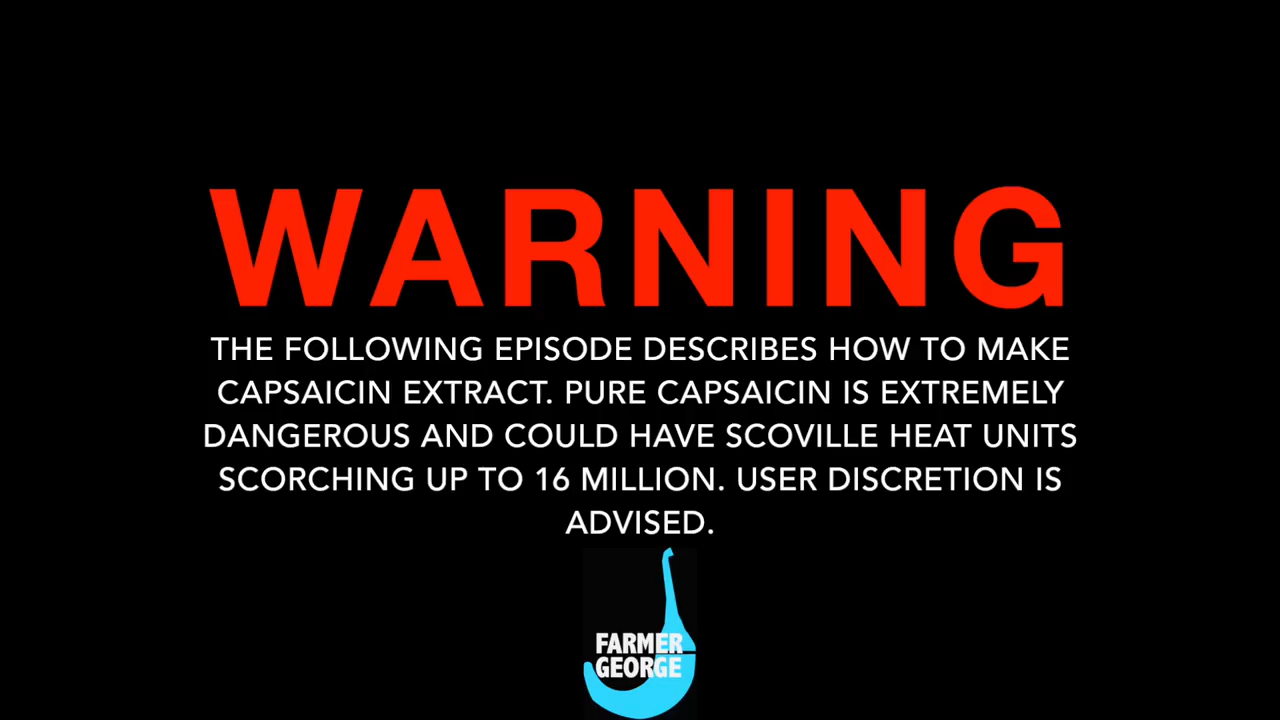 WARNING
THE FOLLOWING EPISODE DESCRIBES HOW TO MAKE
CAPSAICIN EXTRACT. PURE CAPSAICIN IS EXTREMELY
DANGEROUS AND COULD HAVE SCOVILLE HEAT UNITS
SCORCHING UP TO 16 MILLION. USER DISCRETION IS
ADVISED.
FARMER
GEORGE